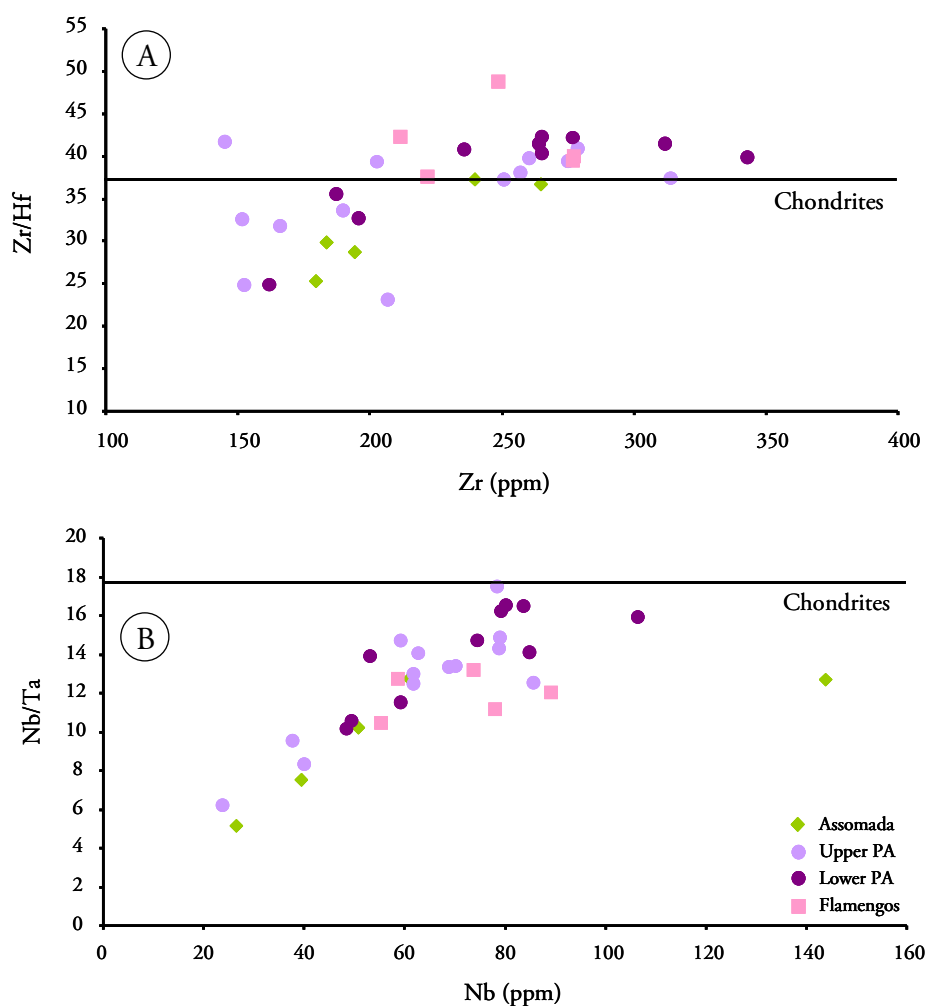 55
A
50
45
40
35
Chondrites
Zr/Hf
30
25
20
15
10
100 150 200 250 300 350 400
Zr (ppm)
20
18
Chondrites
16
B
14
12
Nb/Ta
10
8
6
Assomada
4
Upper PA
2
Lower PA
Flamengos
0
0 20 40 60 80 100 120 140 160
Nb (ppm)